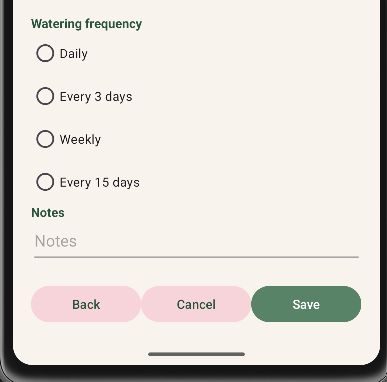 Watering frequency
Daily
Every 3 days
Weekly
Every 15 days
Notes
Notes
Back Cancel Save